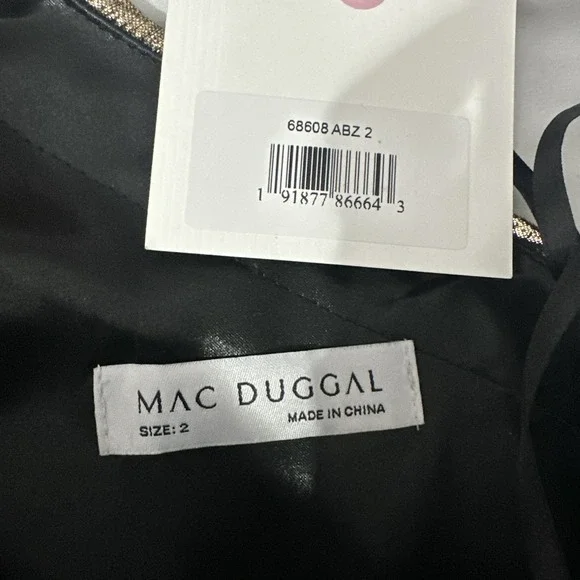 68608 ABZ 2
1 91877 86664 3
MAC DUGGAL
SIZE: 2
MADE IN CHINA